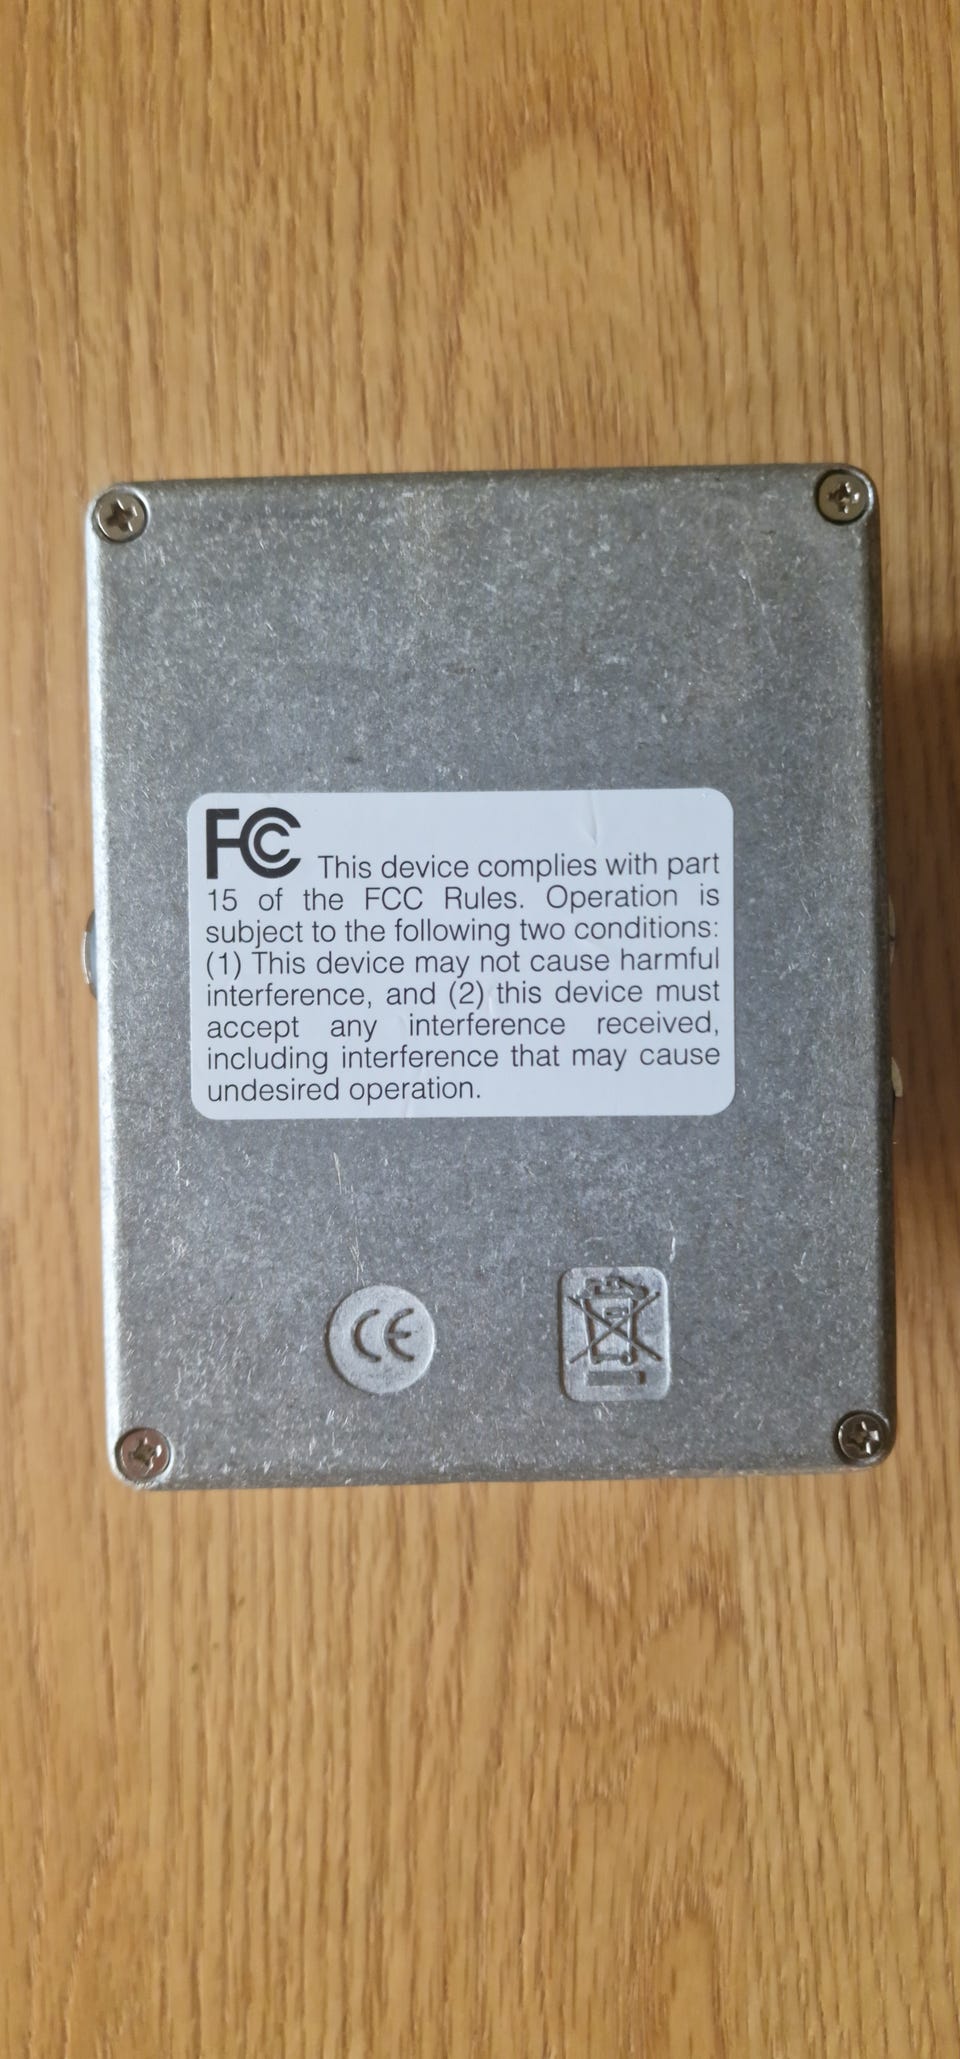 FCC This device complies with part
15 of the FCC Rules. Operation is
subject to the following two conditions:
(1) This device may not cause harmful
interference, and (2) this device must
accept any interference received,
including interference that may cause
undesired operation.
CE